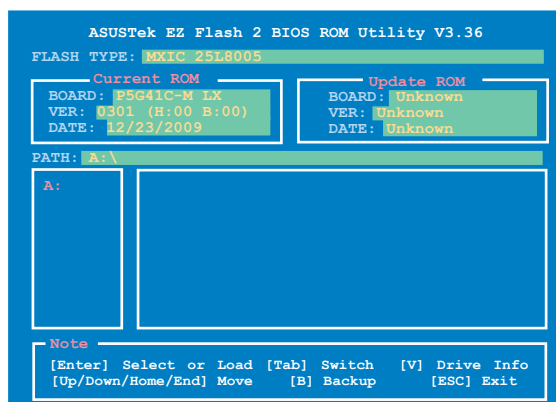 ASUSTek EZ Flash 2 BIOS ROM Utility V3.36
FLASH TYPE: MXIC 25L8005
Current ROM
BOARD: P5G41C-M LX
VER: 0301 (H:00 B:00)
DATE: 12/23/2009
Update ROM
BOARD: Unknown
VER: Unknown
DATE: Unknown
PATH: A:\
A:
Note
[Enter] Select or Load [Tab] Switch [V] Drive Info
[Up/Down/Home/End] Move [B] Backup [ESC] Exit